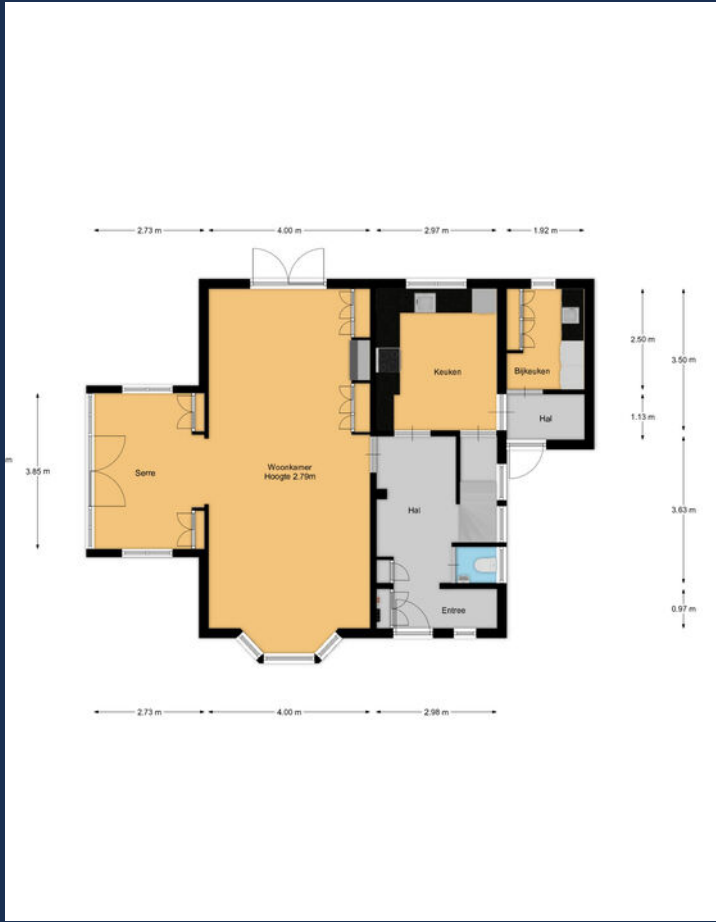 2.73 m
4.00 m
2.97 m
1.92 m
2.50 m
3.50 m
Keuken
Bijkeuken
1.13 m
Hal
m
3.85 m
Serre
Woonkamer
Hoogte 2.79m
Hal
3.63 m
0.97 m
Entree
2.73 m
4.00 m
2.98 m